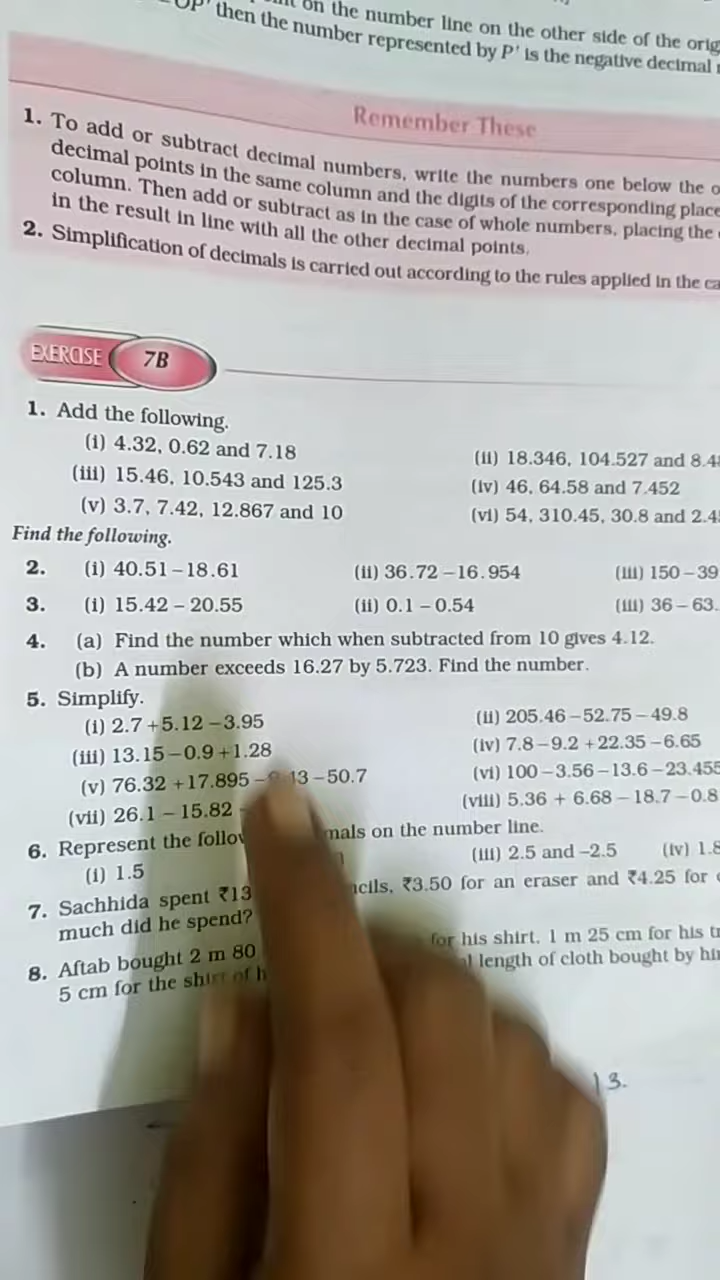 on the number line on the other side of the orig
OP' then the number represented by P' is the negative decimal
Remember These
1. To add or subtract decimal numbers, write the numbers one below the
decimal points in the same column and the digits of the corresponding place
column. Then add or subtract as in the case of whole numbers, placing the
in the result in line with all the other decimal points.
2. Simplification of decimals is carried out according to the rules applied in the ca
EXERCISE 7B
1. Add the following.
(i) 4.32, 0.62 and 7.18 (ii) 18.346, 104.527 and 8.4
(iii) 15.46, 10.543 and 125.3 (iv) 46, 64.58 and 7.452
(v) 3.7, 7.42, 12.867 and 10 (vi) 54, 310.45, 30.8 and 2.4
Find the following.
2. (i) 40.51 – 18.61 (ii) 36.72 – 16.954 (iii) 150 – 39
3. (i) 15.42 – 20.55 (ii) 0.1 – 0.54 (iii) 36 – 63.
4. (a) Find the number which when subtracted from 10 gives 4.12.
(b) A number exceeds 16.27 by 5.723. Find the number.
5. Simplify.
(i) 2.7 + 5.12 – 3.95 (ii) 205.46 – 52.75 – 49.8
(iii) 13.15 – 0.9 + 1.28 (iv) 7.8 – 9.2 + 22.35 – 6.65
(v) 76.32 + 17.895 – 13 – 50.7 (vi) 100 – 3.56 – 13.6 – 23.455
(vii) 26.1 – 15.82 (viii) 5.36 + 6.68 – 18.7 – 0.8
6. Represent the follow mals on the number line.
(i) 1.5 (iii) 2.5 and –2.5 (iv) 1.8
7. Sachhida spent ₹13 ncils, ₹3.50 for an eraser and ₹4.25 for
much did he spend?
8. Aftab bought 2 m 80 for his shirt, 1 m 25 cm for his tr
5 cm for the shirt of h length of cloth bought by him
13.